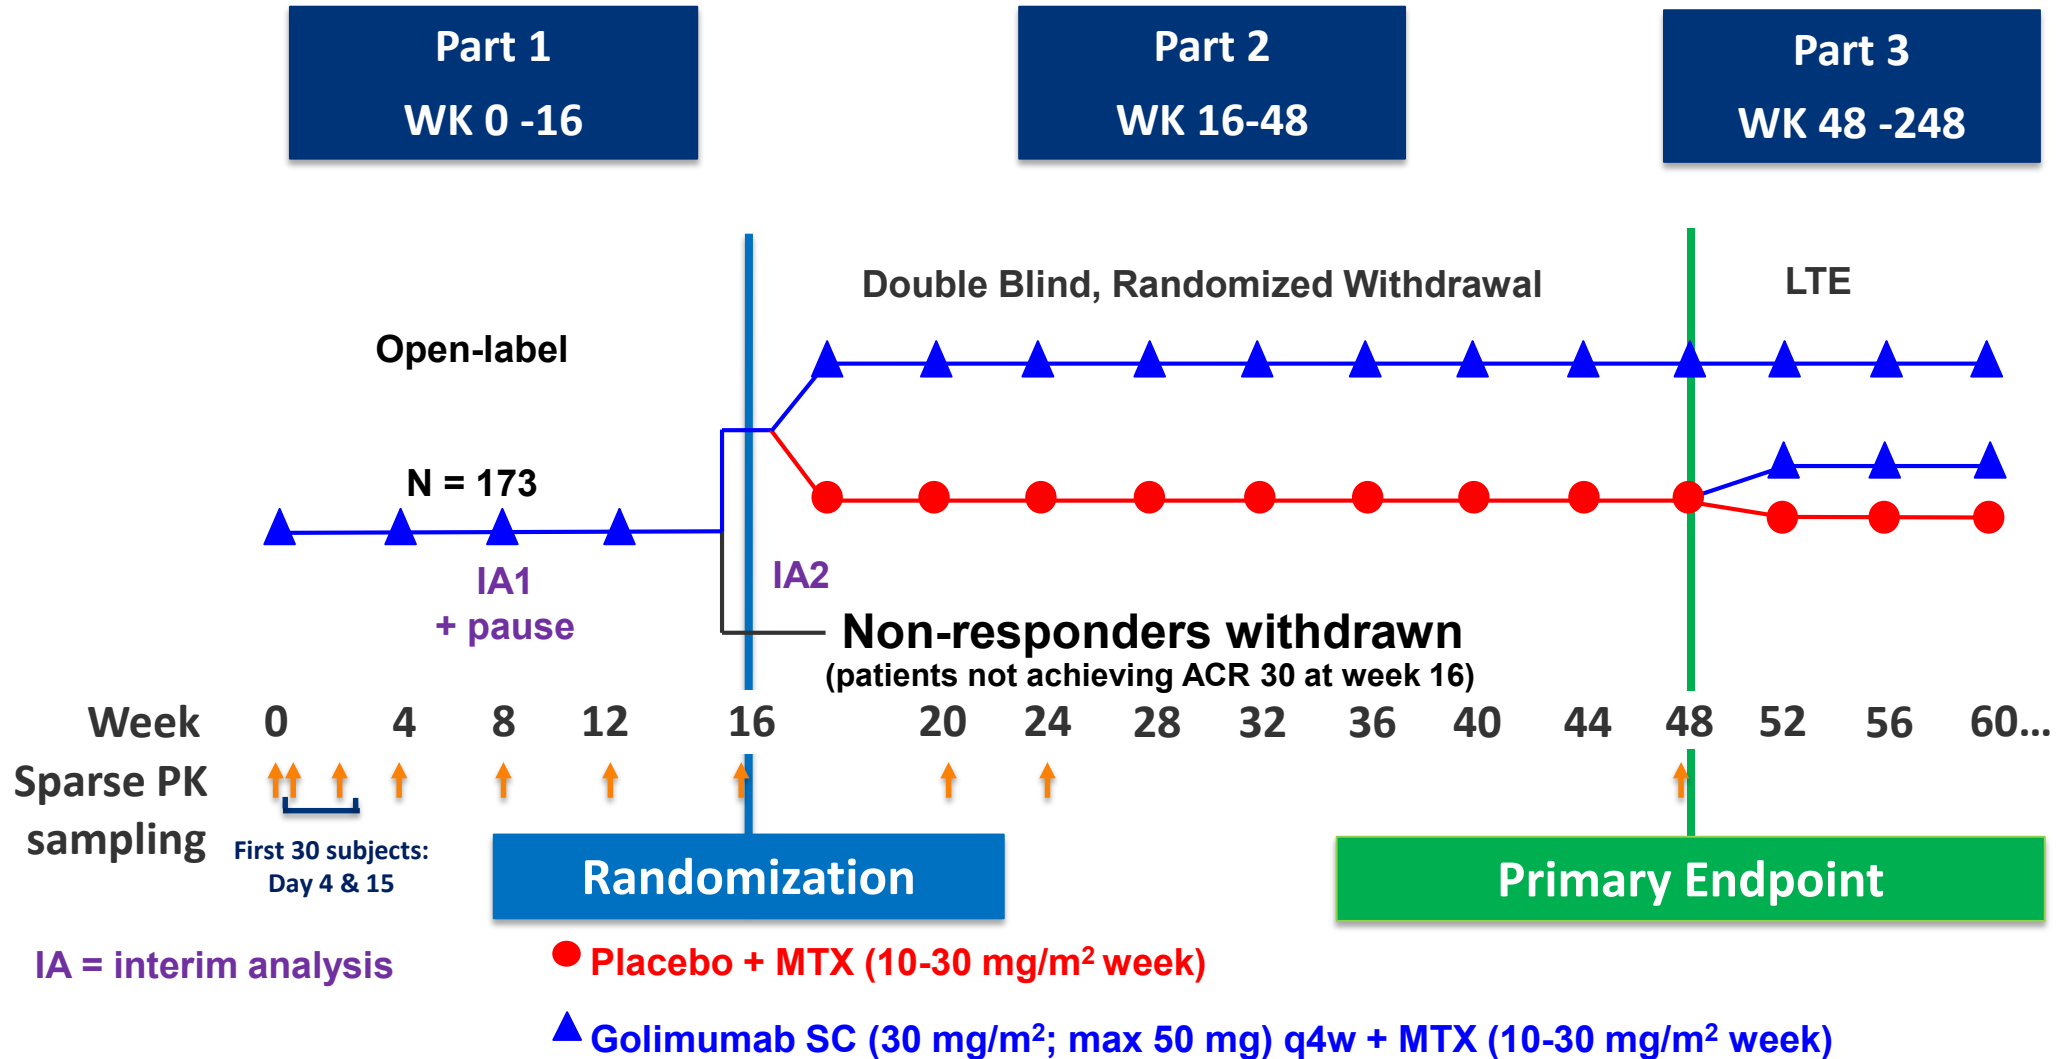 Part 1
WK 0 -16
Part 2
WK 16-48
Part 3
WK 48 -248
Double Blind, Randomized Withdrawal
LTE
Open-label
N = 173
IA1
+ pause
IA2
Non-responders withdrawn
(patients not achieving ACR 30 at week 16)
Week 0 4 8 12 16 20 24 28 32 36 40 44 48 52 56 60...
Sparse PK
sampling
First 30 subjects:
Day 4 & 15
Randomization
Primary Endpoint
IA = interim analysis
Placebo + MTX (10-30 mg/m² week)
Golimumab SC (30 mg/m²; max 50 mg) q4w + MTX (10-30 mg/m² week)